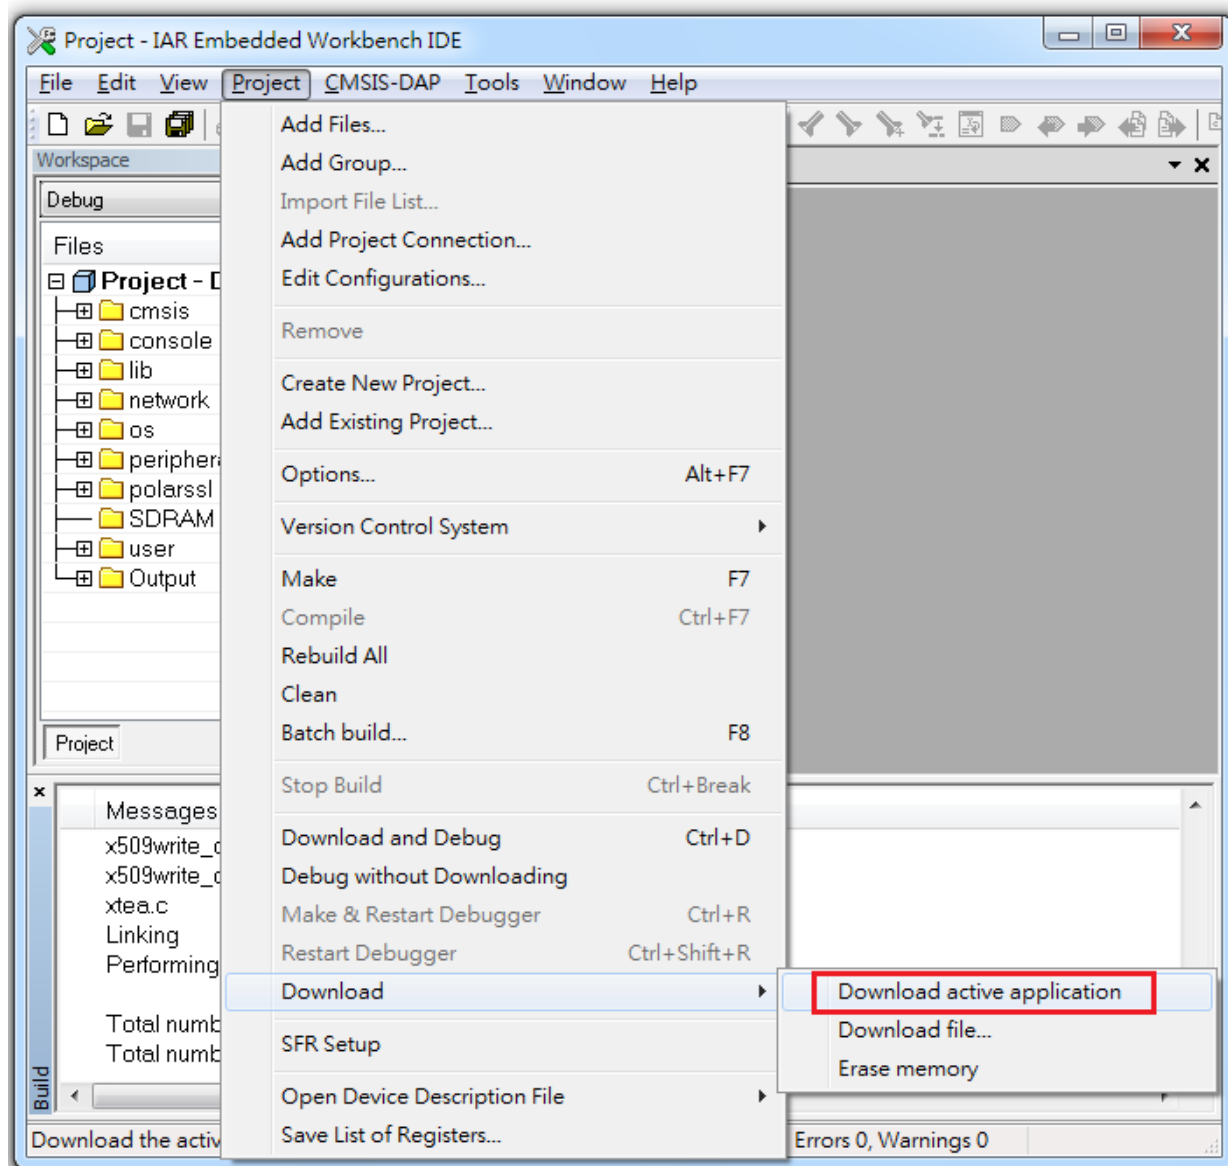 Project - IAR Embedded Workbench IDE
File Edit View Project CMSIS-DAP Tools Window Help
Workspace
Debug
Files
Project -
cmsis
console
lib
network
os
polarssl
SDRAM
user
Output
Project
Add Files...
Add Group...
Import File List...
Add Project Connection...
Edit Configurations...
Remove
Create New Project...
Add Existing Project...
Options... Alt+F7
Version Control System
Make F7
Compile Ctrl+F7
Rebuild All
Clean
Batch build... F8
Stop Build Ctrl+Break
Download and Debug Ctrl+D
Debug without Downloading
Make & Restart Debugger Ctrl+R
Restart Debugger Ctrl+Shift+R
Download
SFR Setup
Open Device Description File
Save List of Registers...
Download active application
Download file...
Erase memory
Messages
xtea.c
Linking
Performing
Total
Total
Build
Download the
Errors 0, Warnings 0